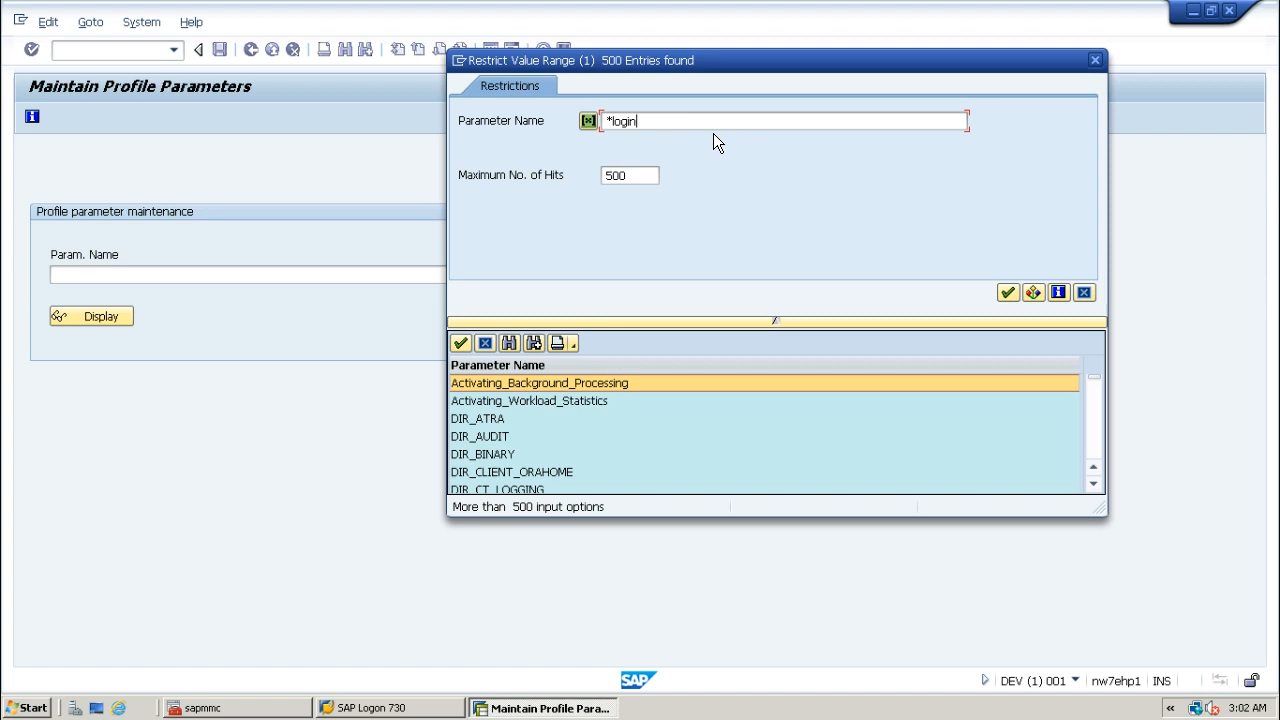 Edit Goto System Help
Maintain Profile Parameters
Profile parameter maintenance
Param. Name
Display
Restrict Value Range (1) 500 Entries found
Restrictions
Parameter Name *login
Maximum No. of Hits 500
Parameter Name
Activating_Background_Processing
Activating_Workload_Statistics
DIR_ATRA
DIR_AUDIT
DIR_BINARY
DIR_CLIENT_ORAHOME
DIR_CT_LOGGING
More than 500 input options
SAP
DEV (1) 001 nw7ehp1 INS
Start sapmmc SAP Logon 730 Maintain Profile Para... « 3:02 AM